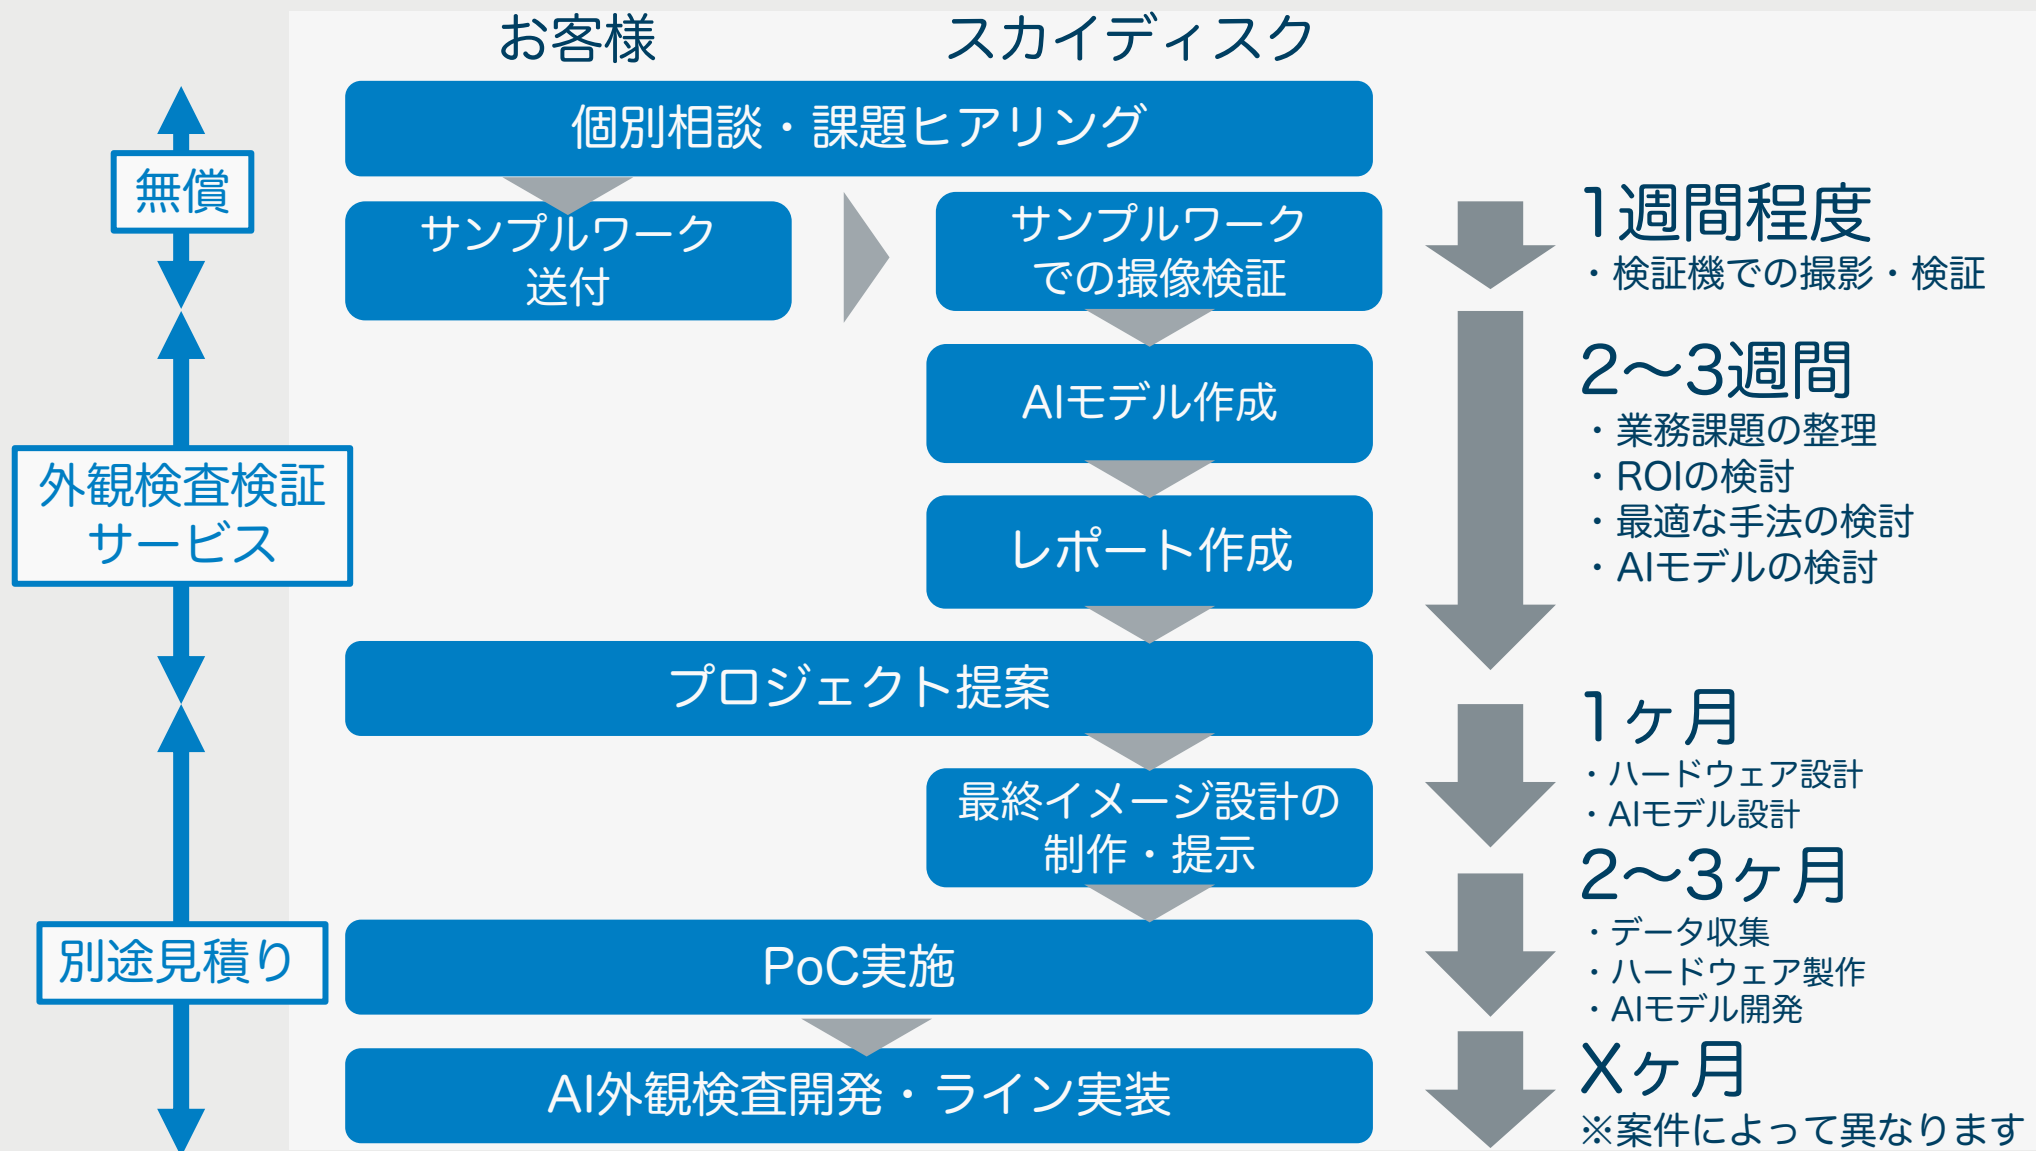 お客様
スカイディスク
個別相談・課題ヒアリング
無償
サンプルワーク
送付
サンプルワーク
での撮像検証
1週間程度
・検証機での撮影・検証
AIモデル作成
2〜3週間
・業務課題の整理
・ROIの検討
・最適な手法の検討
・AIモデルの検討
外観検査検証
サービス
レポート作成
プロジェクト提案
1ヶ月
・ハードウェア設計
・AIモデル設計
最終イメージ設計の
制作・提示
2〜3ヶ月
・データ収集
・ハードウェア製作
・AIモデル開発
別途見積り
PoC実施
AI外観検査開発・ライン実装
Xヶ月
※案件によって異なります